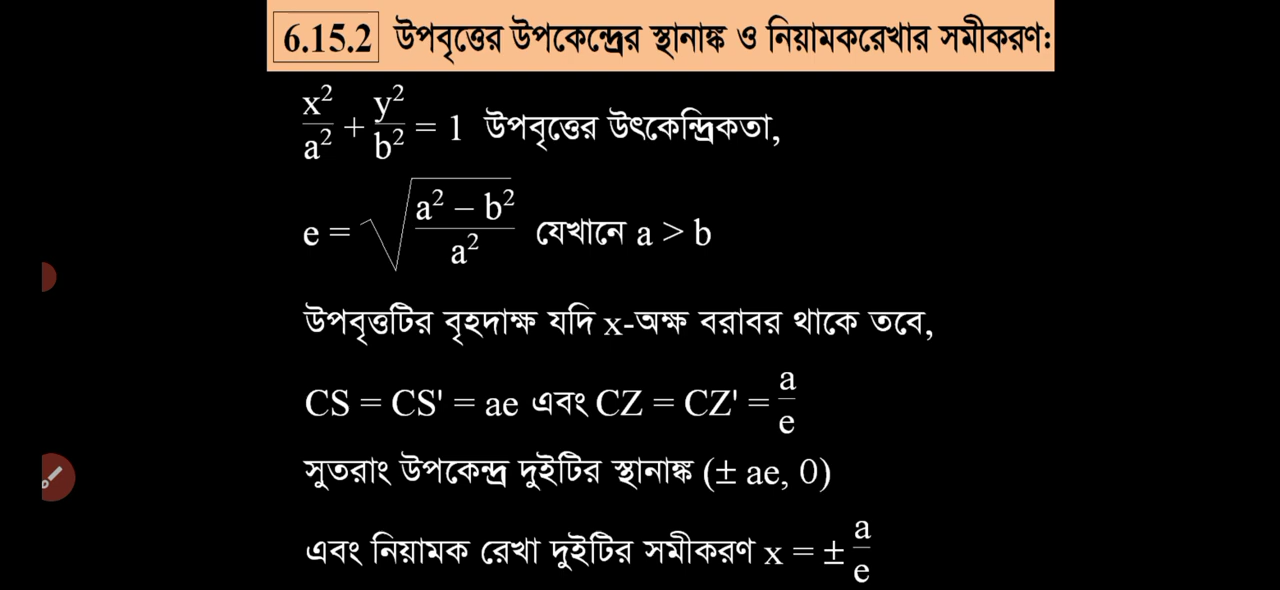 6.15.2 উপবৃত্তের উপকেন্দ্রের স্থানাঙ্ক ও নিয়ামকরেখার সমীকরণঃ
x²/a² + y²/b² = 1 উপবৃত্তের উৎকেন্দ্রিকতা,
e = √((a² – b²)/a²) যেখানে a > b
উপবৃত্তটির বৃহদাক্ষ যদি x-অক্ষ বরাবর থাকে তবে,
CS = CS' = ae এবং CZ = CZ' = a/e
সুতরাং উপকেন্দ্র দুইটির স্থানাঙ্ক (± ae, 0)
এবং নিয়ামক রেখা দুইটির সমীকরণ x = ± a/e